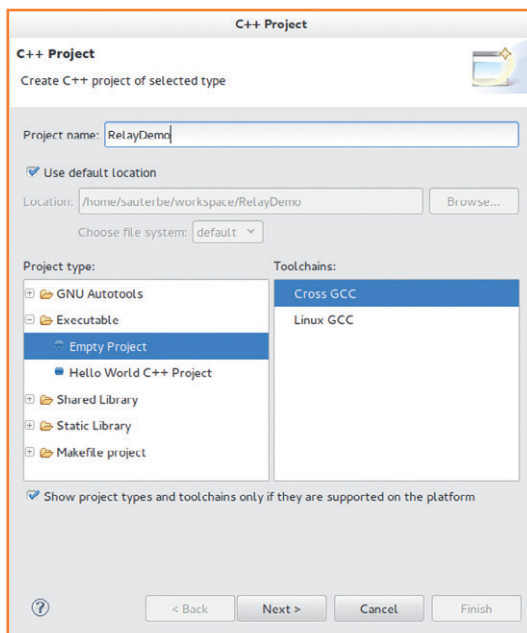 C++ Project
C++ Project
Create C++ project of selected type
Project name: RelayDemo
Use default location
Location: /home/sauterbe/workspace/RelayDemo Browse...
Choose file system: default
Project type: Toolchains:
GNU Autotools Cross GCC
Executable Linux GCC
Empty Project
Hello World C++ Project
Shared Library
Static Library
Makefile project
Show project types and toolchains only if they are supported on the platform
? < Back Next > Cancel Finish